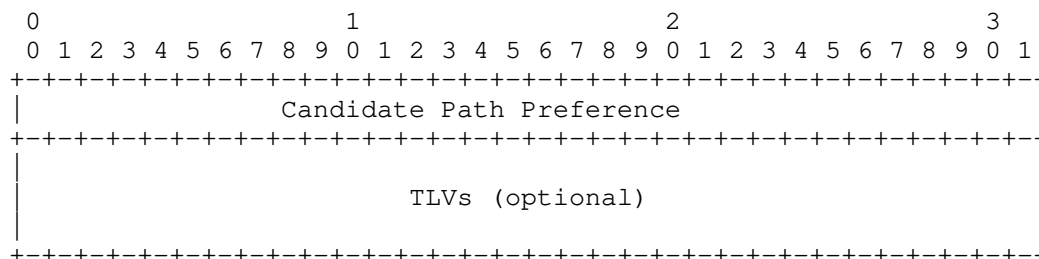 0                   1                   2                   3
 0 1 2 3 4 5 6 7 8 9 0 1 2 3 4 5 6 7 8 9 0 1 2 3 4 5 6 7 8 9 0 1
+-+-+-+-+-+-+-+-+-+-+-+-+-+-+-+-+-+-+-+-+-+-+-+-+-+-+-+-+-+-+-+--
|                Candidate Path Preference
+-+-+-+-+-+-+-+-+-+-+-+-+-+-+-+-+-+-+-+-+-+-+-+-+-+-+-+-+-+-+-+--
|
|                        TLVs (optional)
|
+-+-+-+-+-+-+-+-+-+-+-+-+-+-+-+-+-+-+-+-+-+-+-+-+-+-+-+-+-+-+-+--